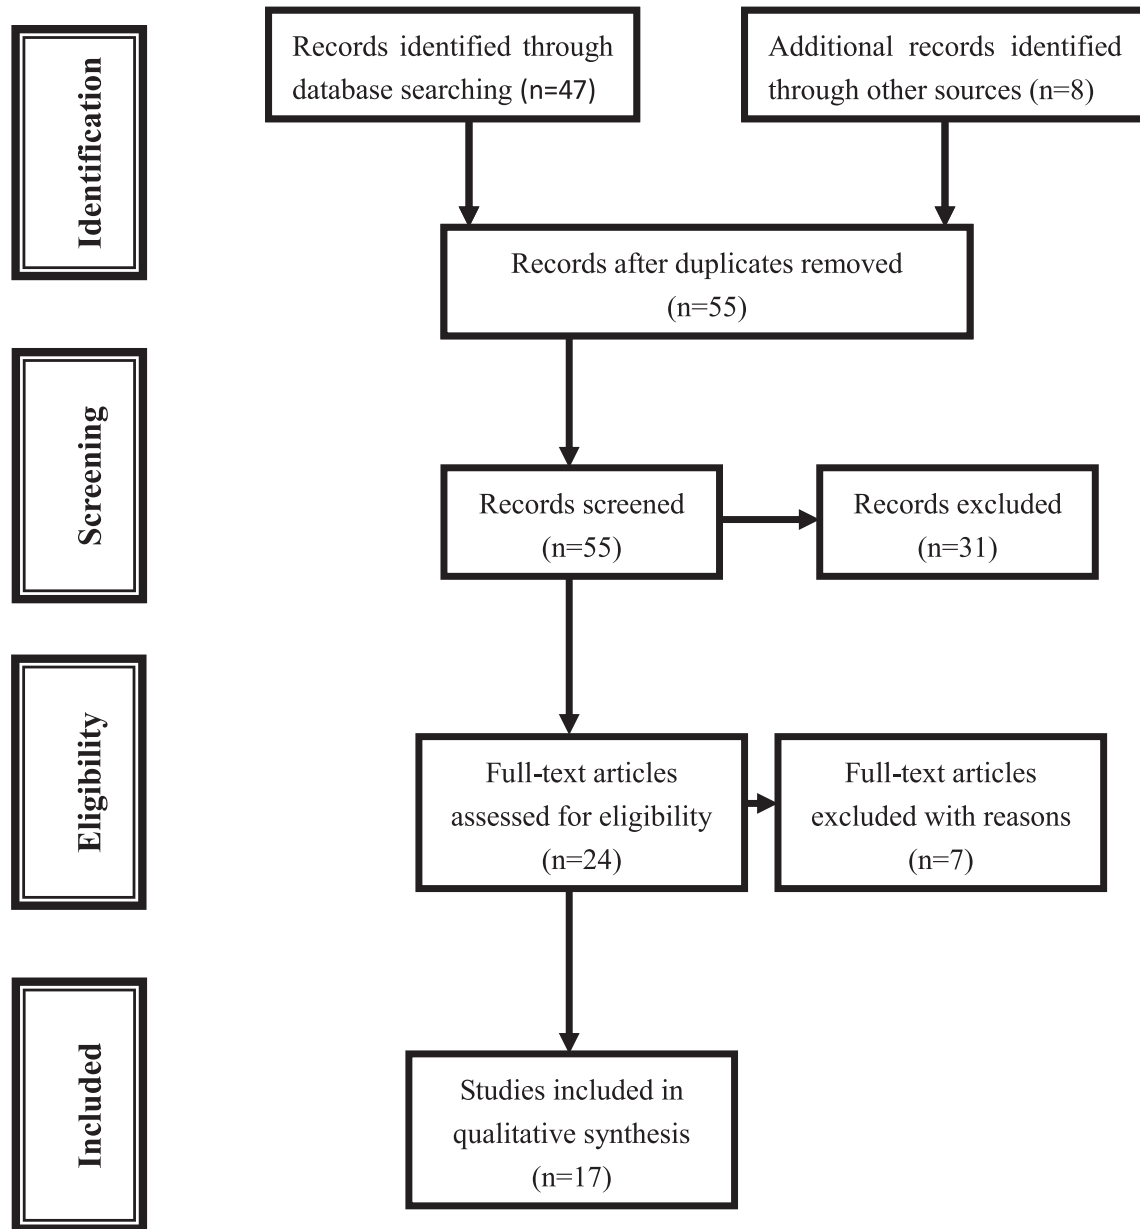 Identification
Records identified through
database searching (n=47)
Additional records identified
through other sources (n=8)
Records after duplicates removed
(n=55)
Screening
Records screened
(n=55)
Records excluded
(n=31)
Eligibility
Full-text articles
assessed for eligibility
(n=24)
Full-text articles
excluded with reasons
(n=7)
Included
Studies included in
qualitative synthesis
(n=17)